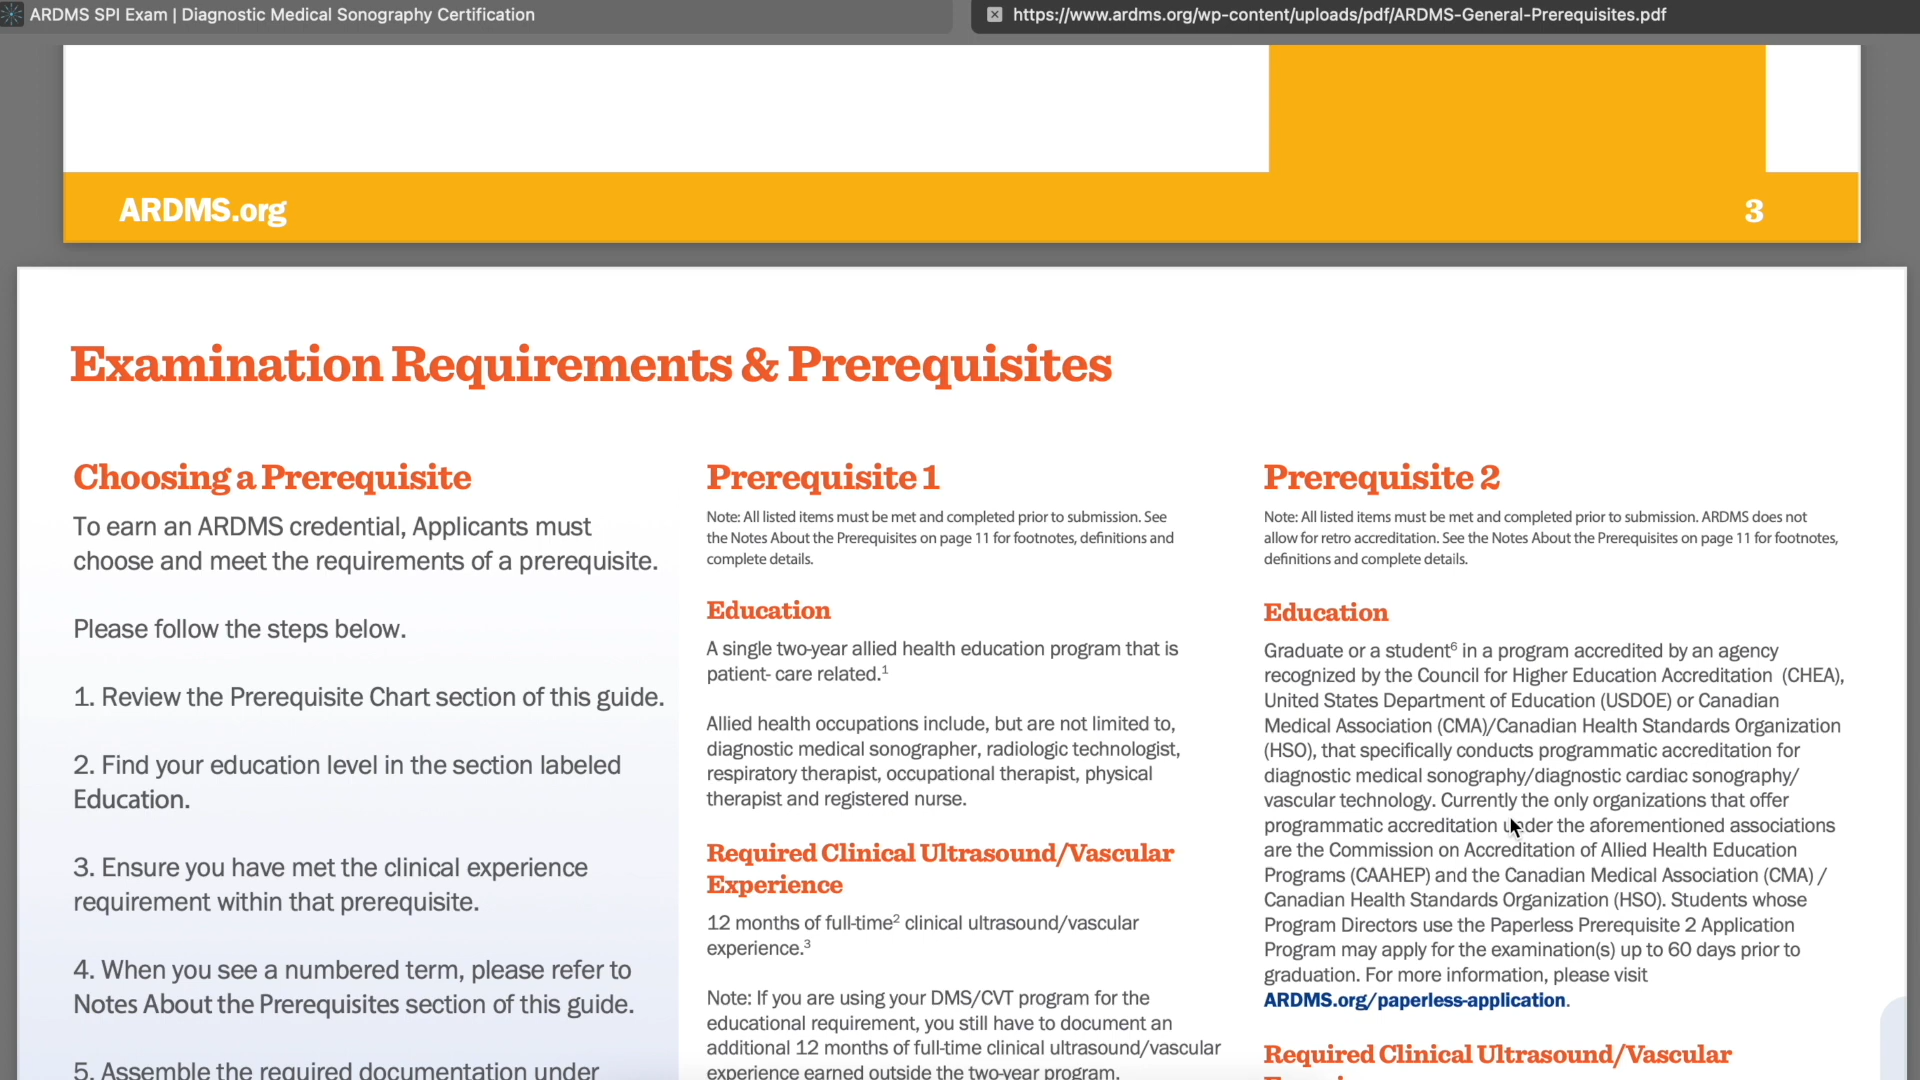 ARDMS SPI Exam | Diagnostic Medical Sonography Certification
https://www.ardms.org/wp-content/uploads/pdf/ARDMS-General-Prerequisites.pdf
ARDMS.org
3
Examination Requirements & Prerequisites
Choosing a Prerequisite
To earn an ARDMS credential, Applicants must
choose and meet the requirements of a prerequisite.
Please follow the steps below.
1. Review the Prerequisite Chart section of this guide.
2. Find your education level in the section labeled
Education.
3. Ensure you have met the clinical experience
requirement within that prerequisite.
4. When you see a numbered term, please refer to
Notes About the Prerequisites section of this guide.
5. Assemble the required documentation under
Prerequisite 1
Note: All listed items must be met and completed prior to submission. See
the Notes About the Prerequisites on page 11 for footnotes, definitions and
complete details.
Education
A single two-year allied health education program that is
patient- care related.¹
Allied health occupations include, but are not limited to,
diagnostic medical sonographer, radiologic technologist,
respiratory therapist, occupational therapist, physical
therapist and registered nurse.
Required Clinical Ultrasound/Vascular
Experience
12 months of full-time² clinical ultrasound/vascular
experience.³
Note: If you are using your DMS/CVT program for the
educational requirement, you still have to document an
additional 12 months of full-time clinical ultrasound/vascular
experience earned outside the two-year program.
Prerequisite 2
Note: All listed items must be met and completed prior to submission. ARDMS does not
allow for retro accreditation. See the Notes About the Prerequisites on page 11 for footnotes,
definitions and complete details.
Education
Graduate or a student⁶ in a program accredited by an agency
recognized by the Council for Higher Education Accreditation (CHEA),
United States Department of Education (USDOE) or Canadian
Medical Association (CMA)/Canadian Health Standards Organization
(HSO), that specifically conducts programmatic accreditation for
diagnostic medical sonography/diagnostic cardiac sonography/
vascular technology. Currently the only organizations that offer
programmatic accreditation under the aforementioned associations
are the Commission on Accreditation of Allied Health Education
Programs (CAAHEP) and the Canadian Medical Association (CMA) /
Canadian Health Standards Organization (HSO). Students whose
Program Directors use the Paperless Prerequisite 2 Application
Program may apply for the examination(s) up to 60 days prior to
graduation. For more information, please visit
ARDMS.org/paperless-application.
Required Clinical Ultrasound/Vascular